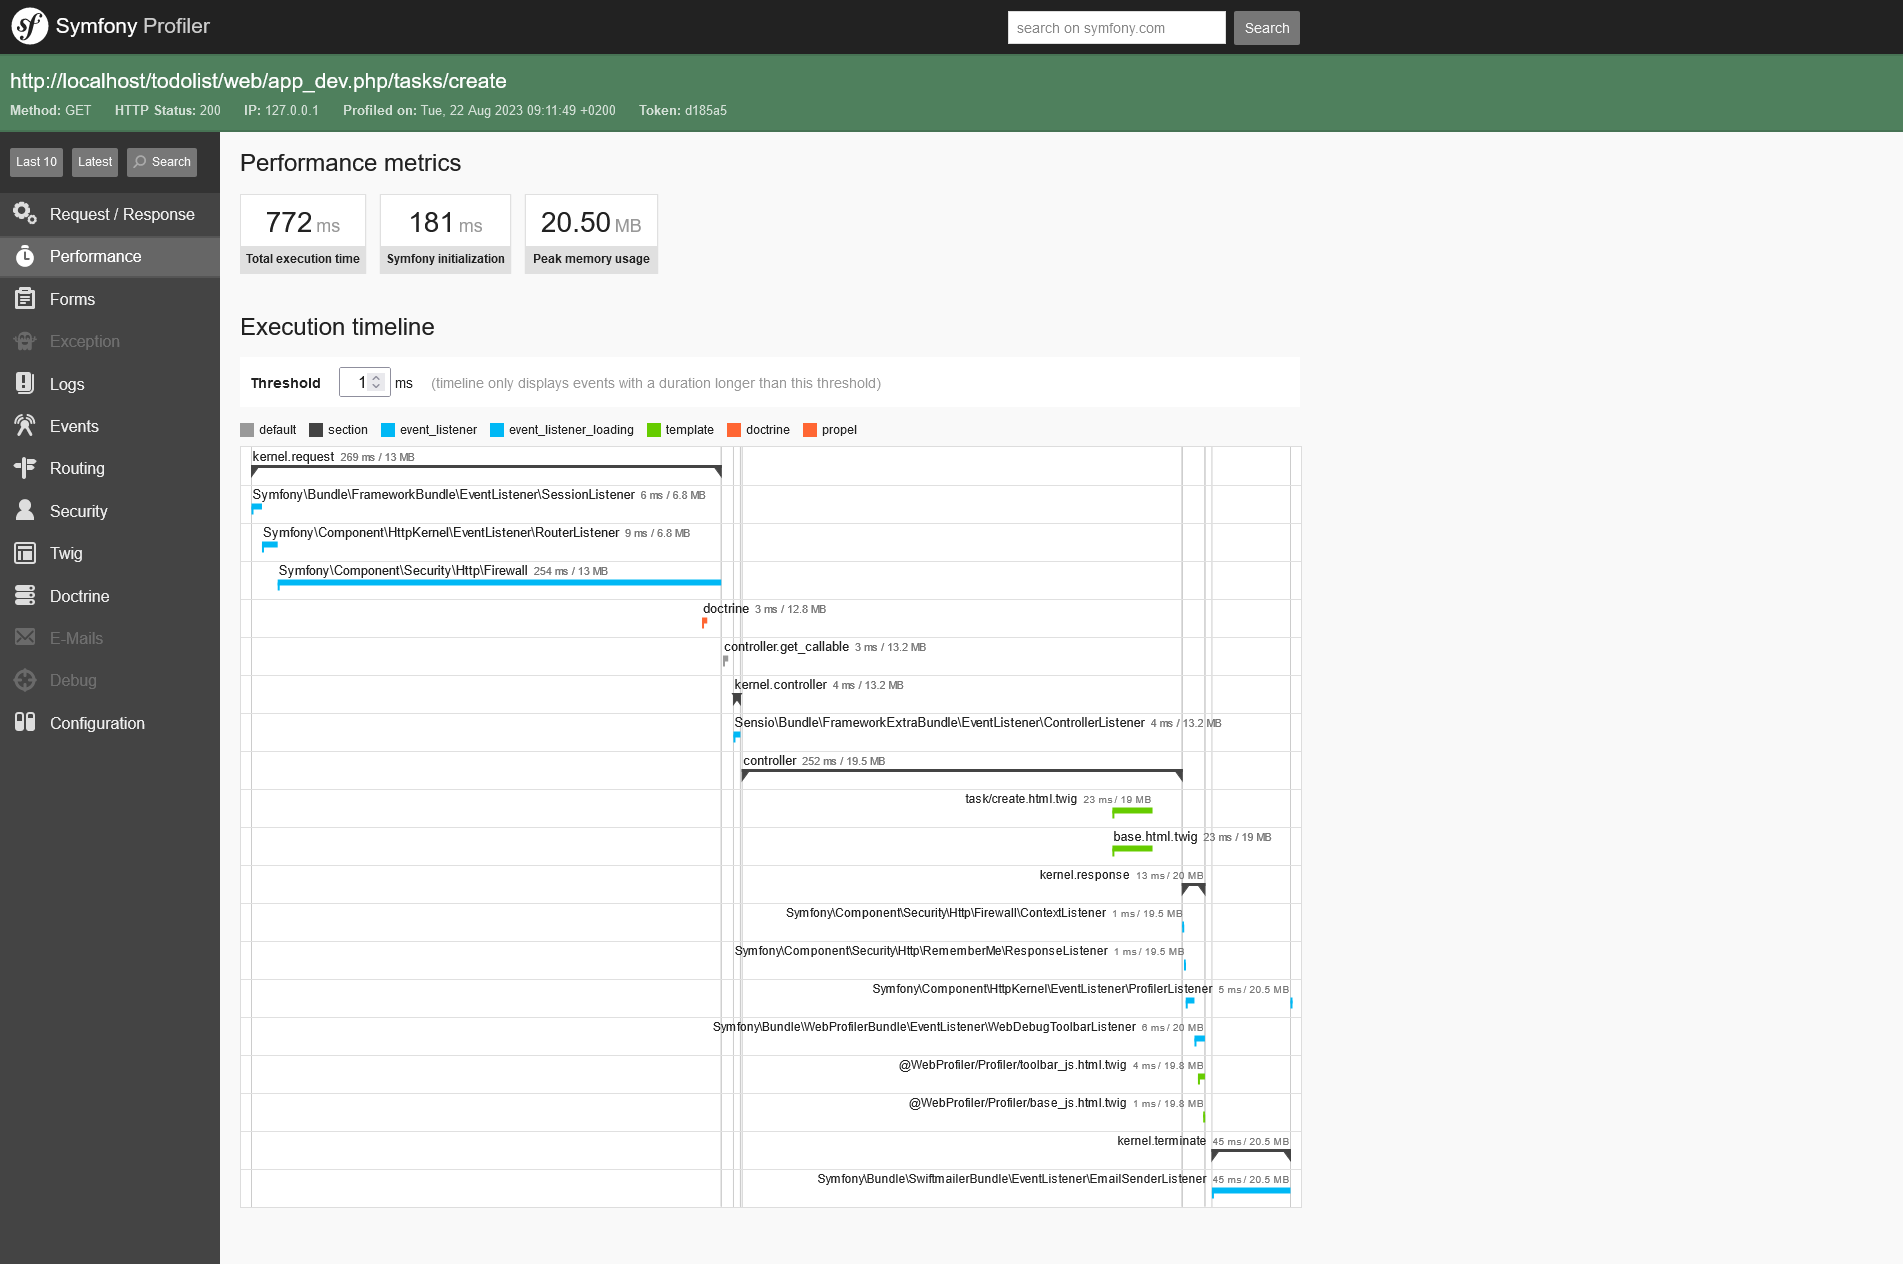 Symfony Profiler
search on symfony.com
Search
http://localhost/todolist/web/app_dev.php/tasks/create
Method: GET HTTP Status: 200 IP: 127.0.0.1 Profiled on: Tue, 22 Aug 2023 09:11:49 +0200 Token: d185a5
Last 10
Latest
Search
Request / Response
Performance
Forms
Exception
Logs
Events
Routing
Security
Twig
Doctrine
E-Mails
Debug
Configuration
Performance metrics
772 ms
Total execution time
181 ms
Symfony initialization
20.50 MB
Peak memory usage
Execution timeline
Threshold 1 ms (timeline only displays events with a duration longer than this threshold)
default section event_listener event_listener_loading template doctrine propel
kernel.request 269 ms / 13 MB
Symfony\Bundle\FrameworkBundle\EventListener\SessionListener 6 ms / 6.8 MB
Symfony\Component\HttpKernel\EventListener\RouterListener 9 ms / 6.8 MB
Symfony\Component\Security\Http\Firewall 254 ms / 13 MB
doctrine 3 ms / 12.8 MB
controller.get_callable 3 ms / 13.2 MB
kernel.controller 4 ms / 13.2 MB
Sensio\Bundle\FrameworkExtraBundle\EventListener\ControllerListener 4 ms / 13.2 MB
controller 252 ms / 19.5 MB
task/create.html.twig 23 ms / 19 MB
base.html.twig 23 ms / 19 MB
kernel.response 13 ms / 20 MB
Symfony\Component\Security\Http\Firewall\ContextListener 1 ms / 19.5 MB
Symfony\Component\Security\Http\RememberMe\ResponseListener 1 ms / 19.5 MB
Symfony\Component\HttpKernel\EventListener\ProfilerListener 5 ms / 20.5 MB
Symfony\Bundle\WebProfilerBundle\EventListener\WebDebugToolbarListener 6 ms / 20 MB
@WebProfiler/Profiler/toolbar_js.html.twig 4 ms / 19.8 MB
@WebProfiler/Profiler/base_js.html.twig 1 ms / 19.8 MB
kernel.terminate 45 ms / 20.5 MB
Symfony\Bundle\SwiftmailerBundle\EventListener\EmailSenderListener 45 ms / 20.5 MB